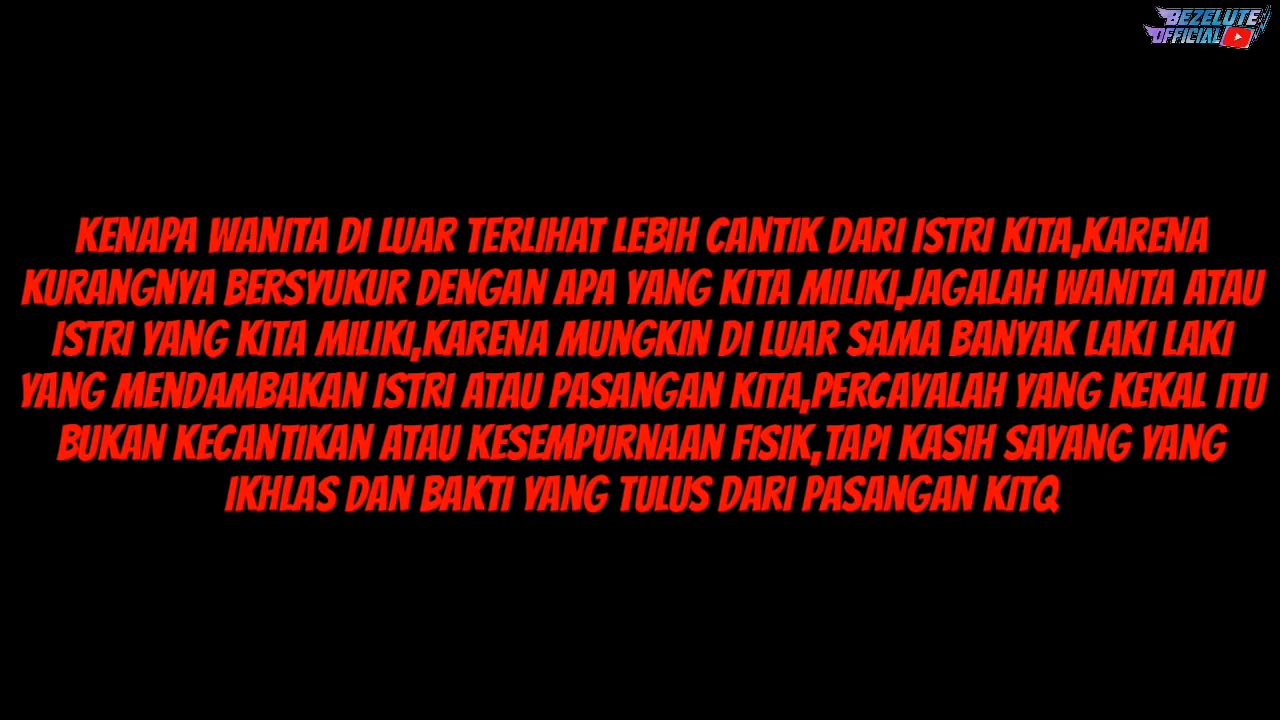 BEZELUTE
OFFICIAL
KENAPA WANITA DI LUAR TERLIHAT LEBIH CANTIK DARI ISTRI KITA,KARENA
KURANGNYA BERSYUKUR DENGAN APA YANG KITA MILIKI,JAGALAH WANITA ATAU
ISTRI YANG KITA MILIKI,KARENA MUNGKIN DI LUAR SAMA BANYAK LAKI LAKI
YANG MENDAMBAKAN ISTRI ATAU PASANGAN KITA,PERCAYALAH YANG KEKAL ITU
BUKAN KECANTIKAN ATAU KESEMPURNAAN FISIK,TAPI KASIH SAYANG YANG
IKHLAS DAN BAKTI YANG TULUS DARI PASANGAN KITQ